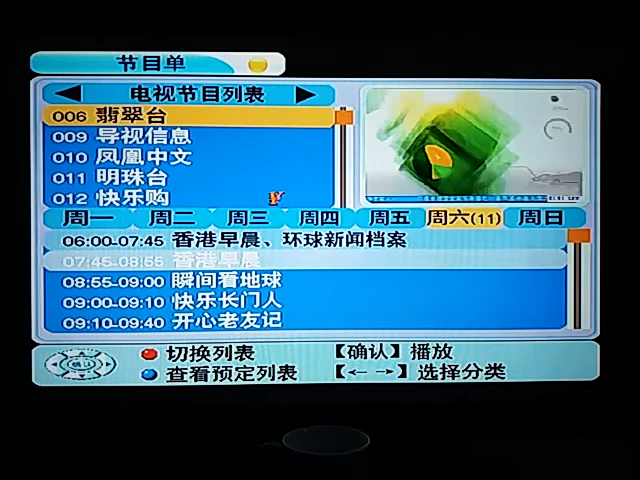 节目单
电视节目列表
006 翡翠台
009 导视信息
010 凤凰中文
011 明珠台
012 快乐购
周一 周二 周三 周四 周五 周六(11) 周日
06:00-07:45 香港早晨、环球新闻档案
07:45-08:55 香港早晨
08:55-09:00 瞬间看地球
09:00-09:10 快乐长门人
09:10-09:40 开心老友记
切换列表 【确认】播放
查看预定列表 【←→】选择分类